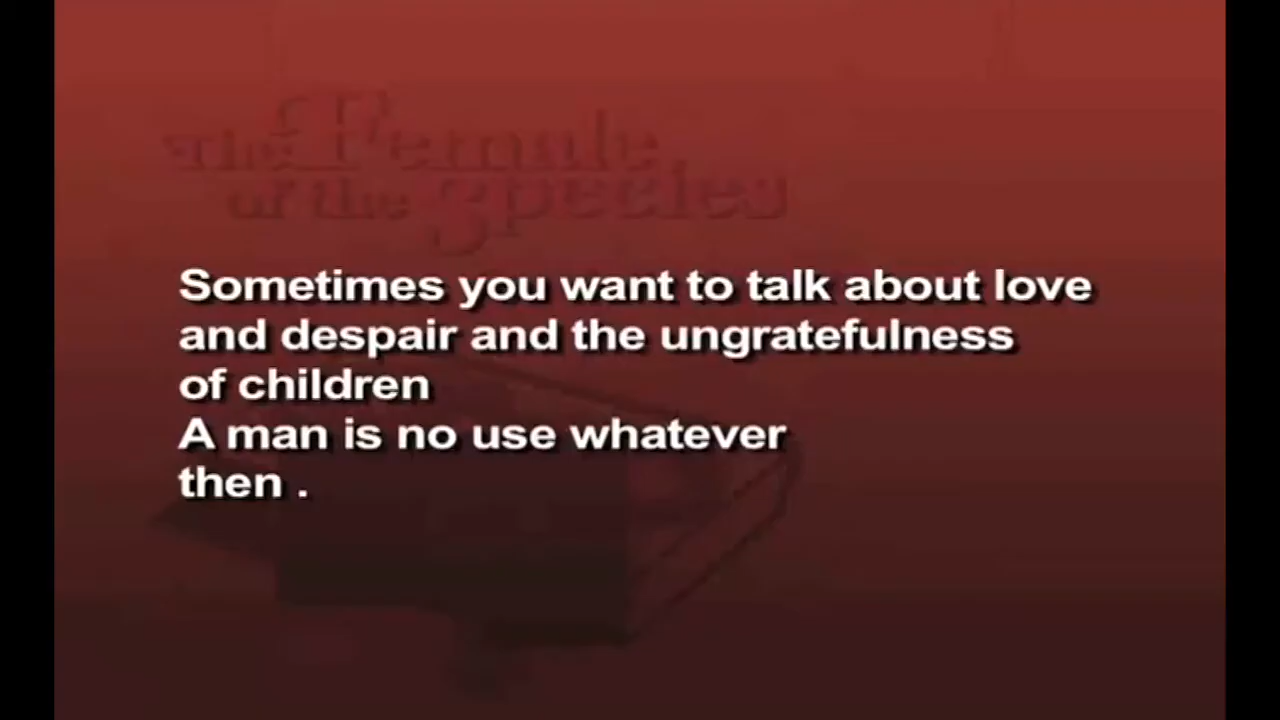 The Female
of the Species
Sometimes you want to talk about love
and despair and the ungratefulness
of children
A man is no use whatever
then .